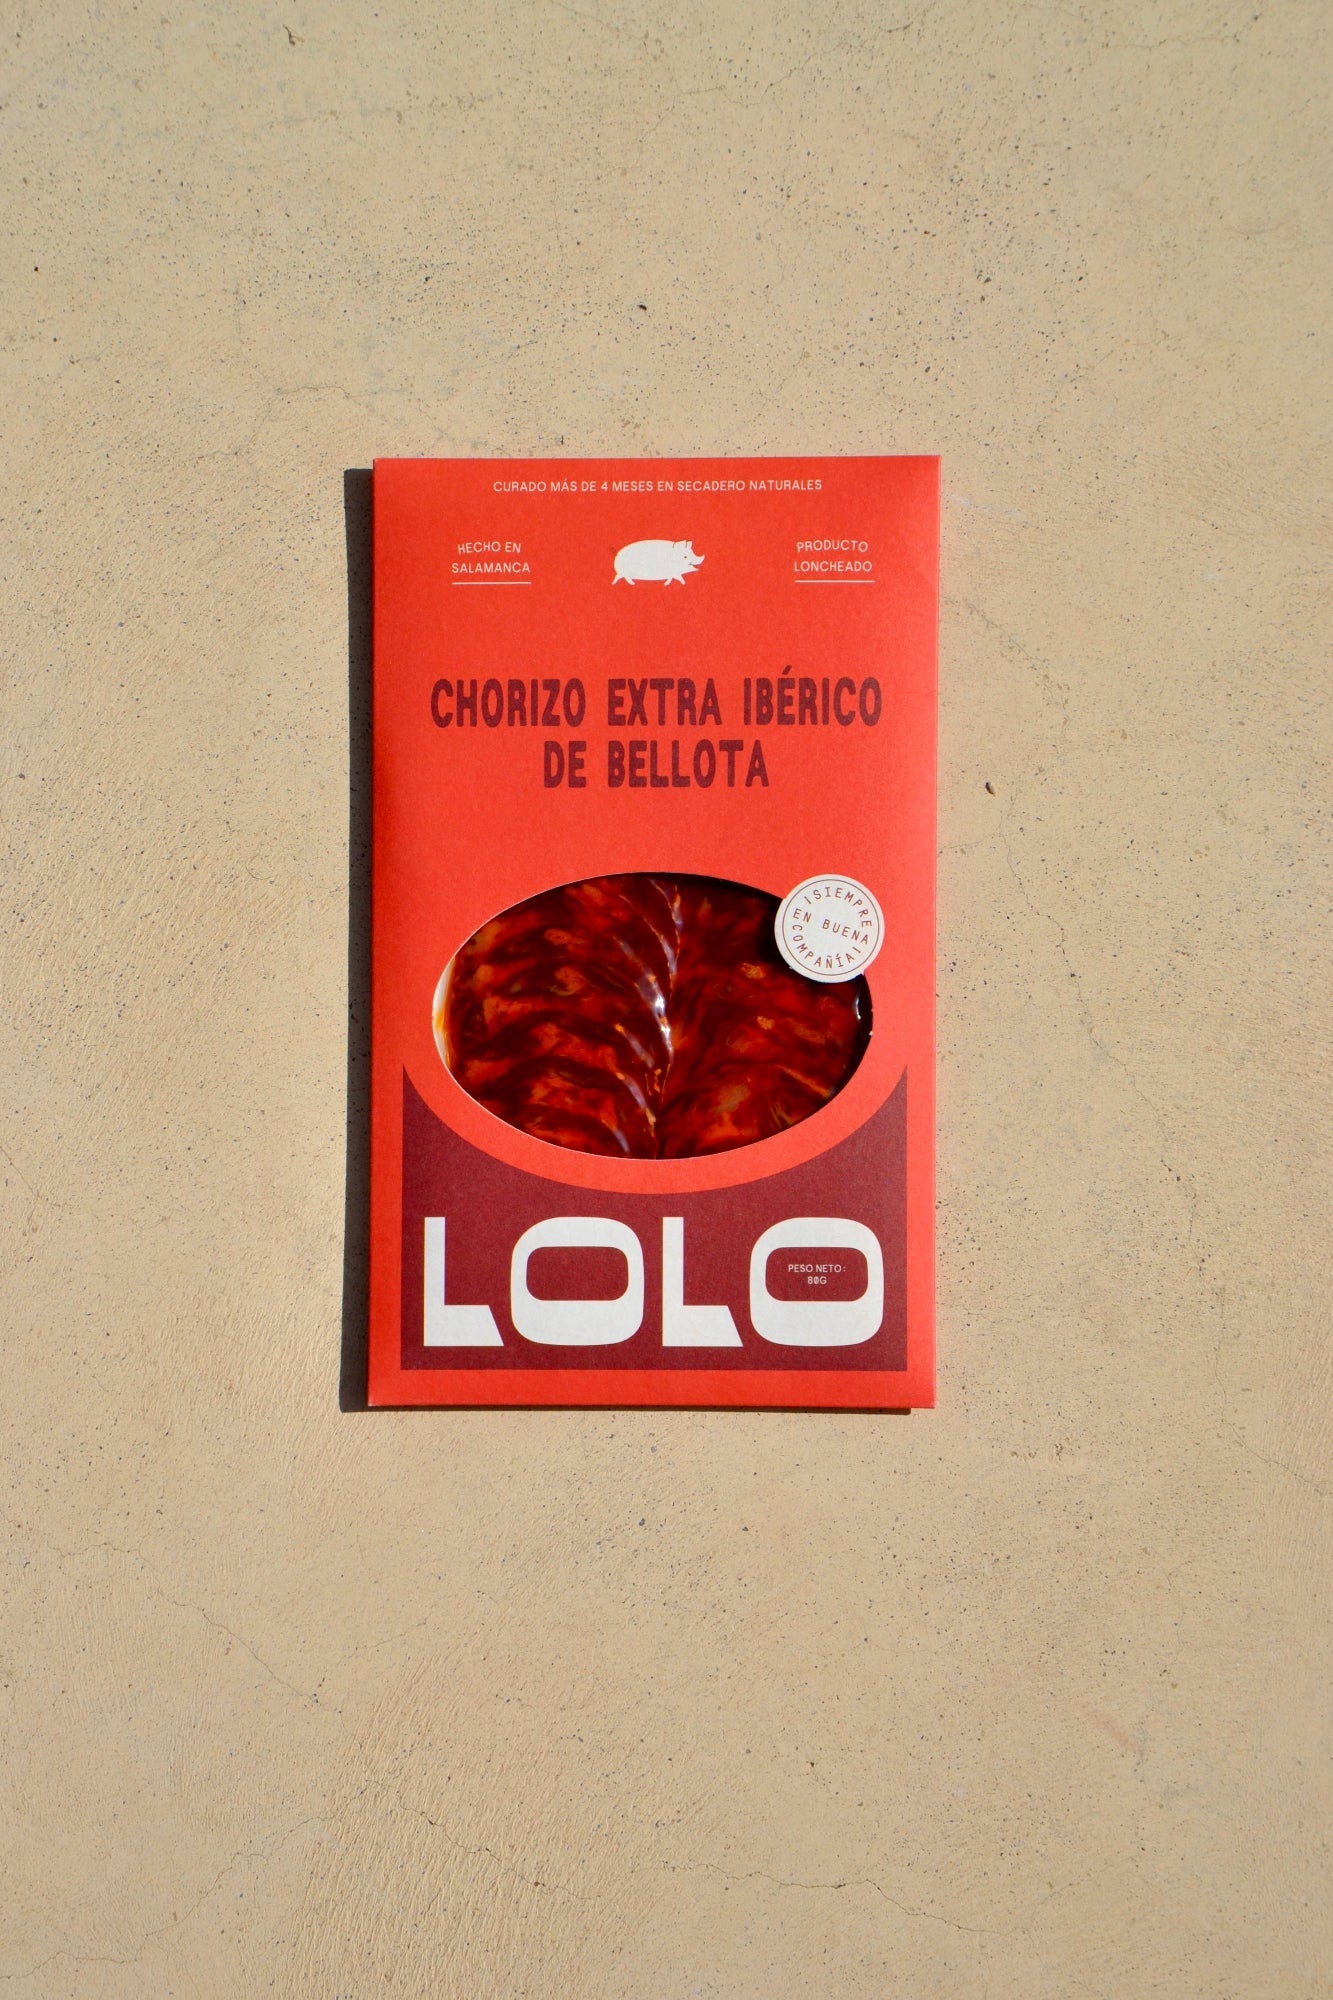 CURADO MÁS DE 4 MESES EN SECADERO NATURALES
HECHO EN
SALAMANCA
PRODUCTO
LONCHEADO
CHORIZO EXTRA IBÉRICO
DE BELLOTA
¡SIEMPRE
EN BUENA
COMPAÑÍA!
LOLO
PESO NETO:
80G